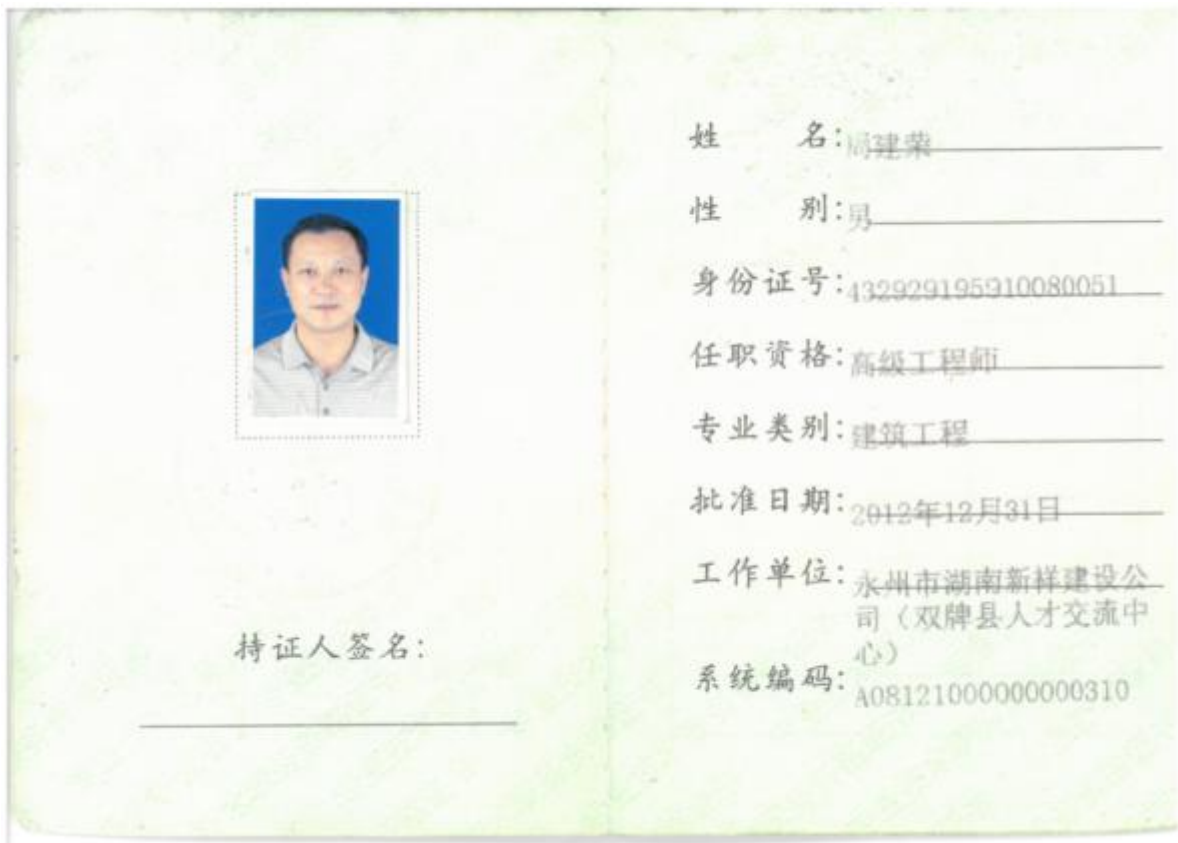 持证人签名:
姓 名: 周建荣
性 别: 男
身份证号: 432929195910080051
任职资格: 高级工程师
专业类别: 建筑工程
批准日期: 2012年12月31日
工作单位: 永州市湖南新祥建设公
司（双牌县人才交流中
心）
系统编码: A08121000000000310